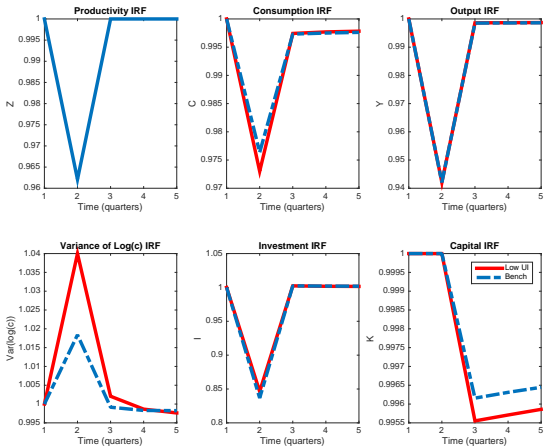 Productivity IRF
1
0.995
0.99
0.985
0.98
0.975
0.97
0.965
0.96
Z
1 2 3 4 5
Time (quarters)
Consumption IRF
1
0.995
0.99
0.985
0.98
0.975
0.97
C
1 2 3 4 5
Time (quarters)
Output IRF
1
0.99
0.98
0.97
0.96
0.95
0.94
Y
1 2 3 4 5
Time (quarters)
Variance of Log(c) IRF
1.04
1.035
1.03
1.025
1.02
1.015
1.01
1.005
1
0.995
Var(log(c))
1 2 3 4 5
Time (quarters)
Investment IRF
1.1
1.05
1
0.95
0.9
0.85
0.8
I
1 2 3 4 5
Time (quarters)
Capital IRF
1
0.9995
0.999
0.9985
0.998
0.9975
0.997
0.9965
0.996
0.9955
K
1 2 3 4 5
Time (quarters)
Low UI
Bench